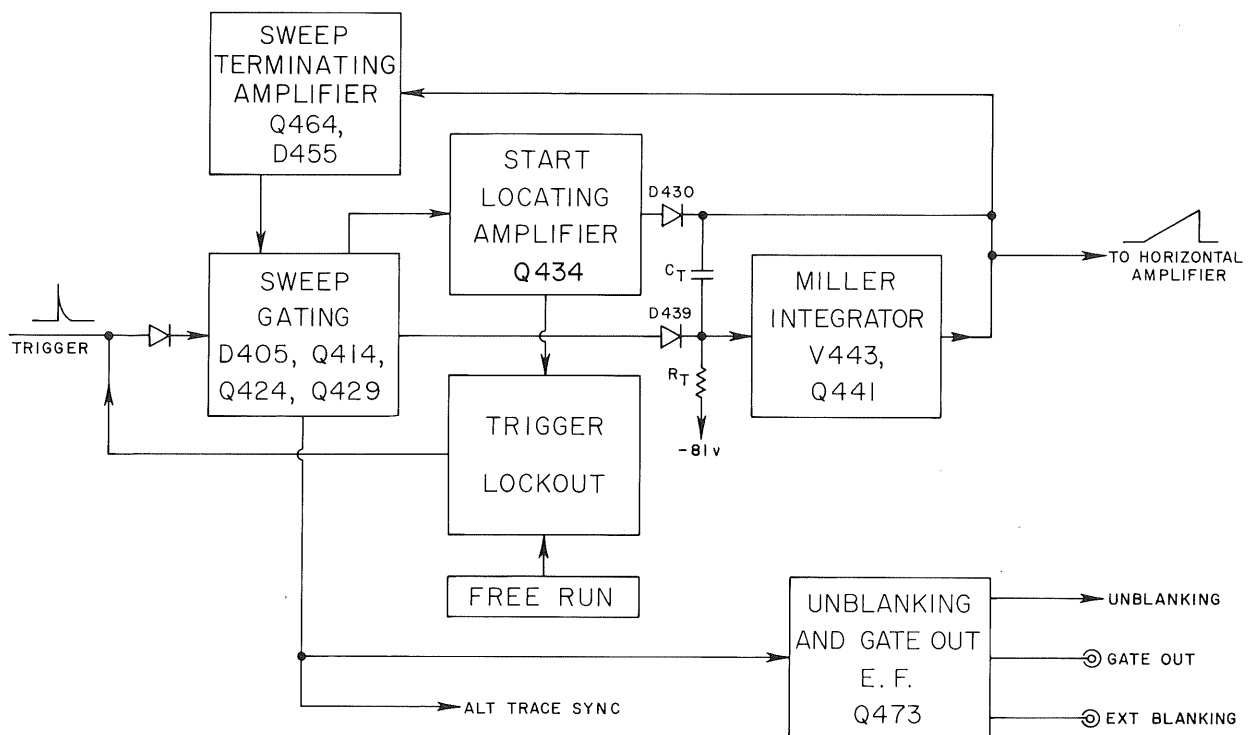 SWEEP
TERMINATING
AMPLIFIER
Q464,
D455
START
LOCATING
AMPLIFIER
Q434
D430
CT
TO HORIZONTAL
AMPLIFIER
SWEEP
GATING
D405, Q414,
Q424, Q429
TRIGGER
D439
RT
-81V
MILLER
INTEGRATOR
V443,
Q441
TRIGGER
LOCKOUT
FREE RUN
UNBLANKING
AND GATE OUT
E. F.
Q473
UNBLANKING
GATE OUT
EXT BLANKING
ALT TRACE SYNC